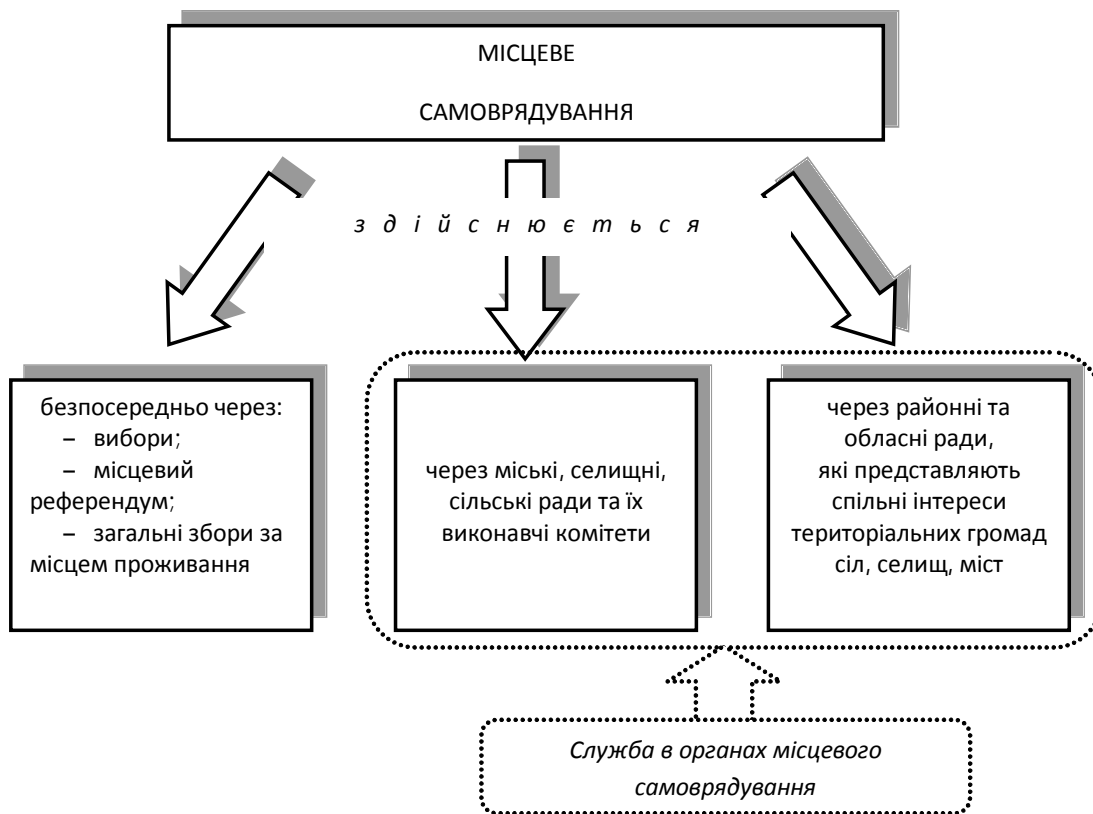 МІСЦЕВЕ
САМОВРЯДУВАННЯ
з д і й с н ю є т ь с я
безпосередньо через:
– вибори;
– місцевий
референдум;
– загальні збори за
місцем проживання
через міські, селищні,
сільські ради та їх
виконавчі комітети
через районні та
обласні ради,
які представляють
спільні інтереси
територіальних громад
сіл, селищ, міст
Служба в органах місцевого
самоврядування